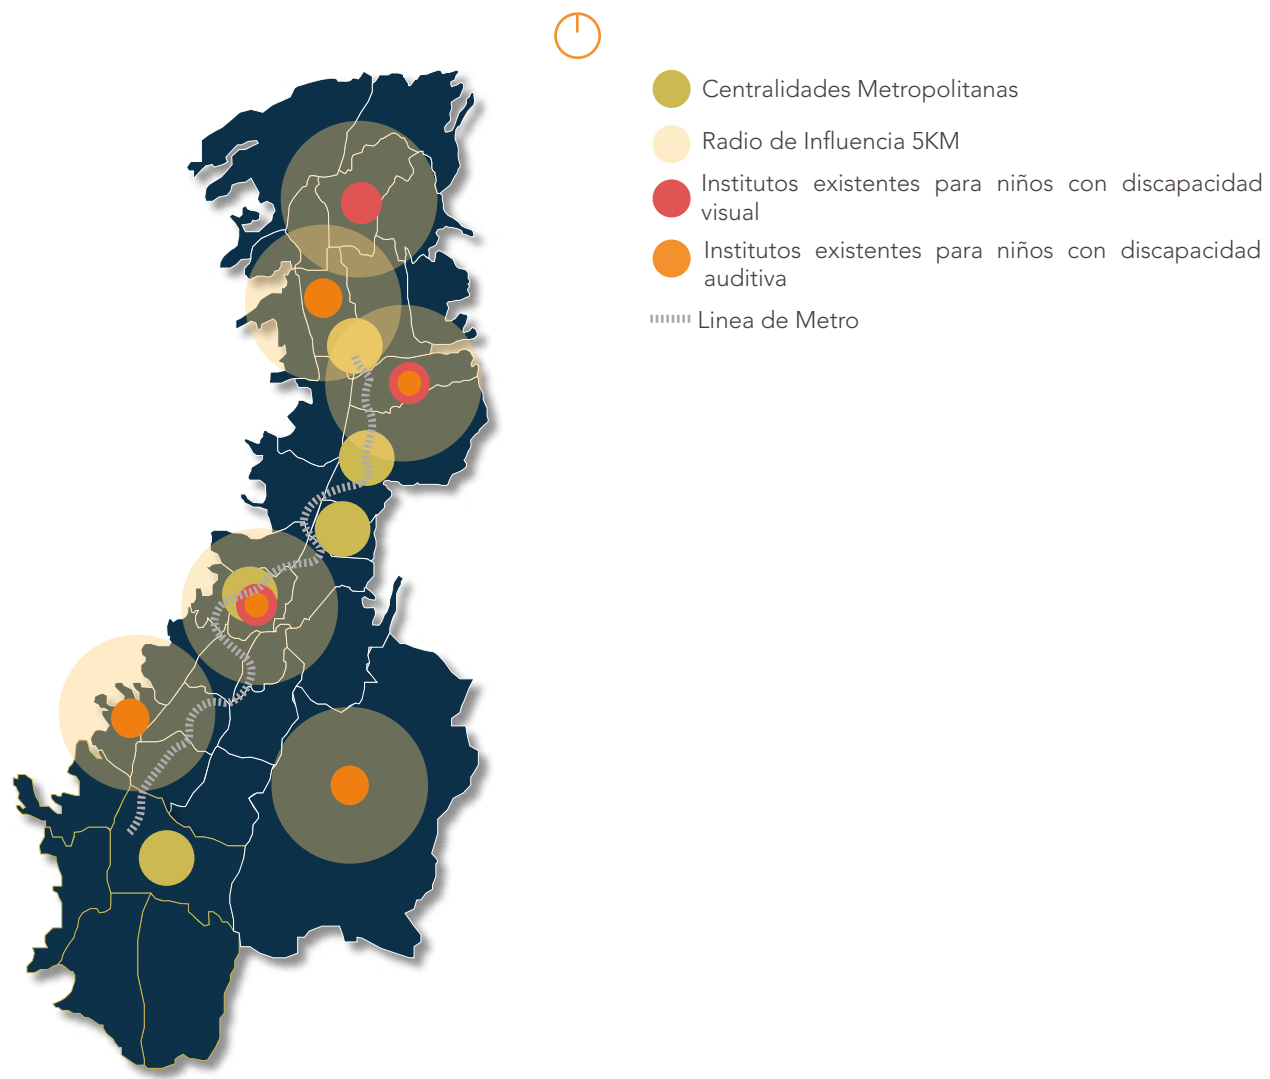 Centralidades Metropolitanas
Radio de Influencia 5KM
Institutos existentes para niños con discapacidad
visual
Institutos existentes para niños con discapacidad
auditiva
Linea de Metro